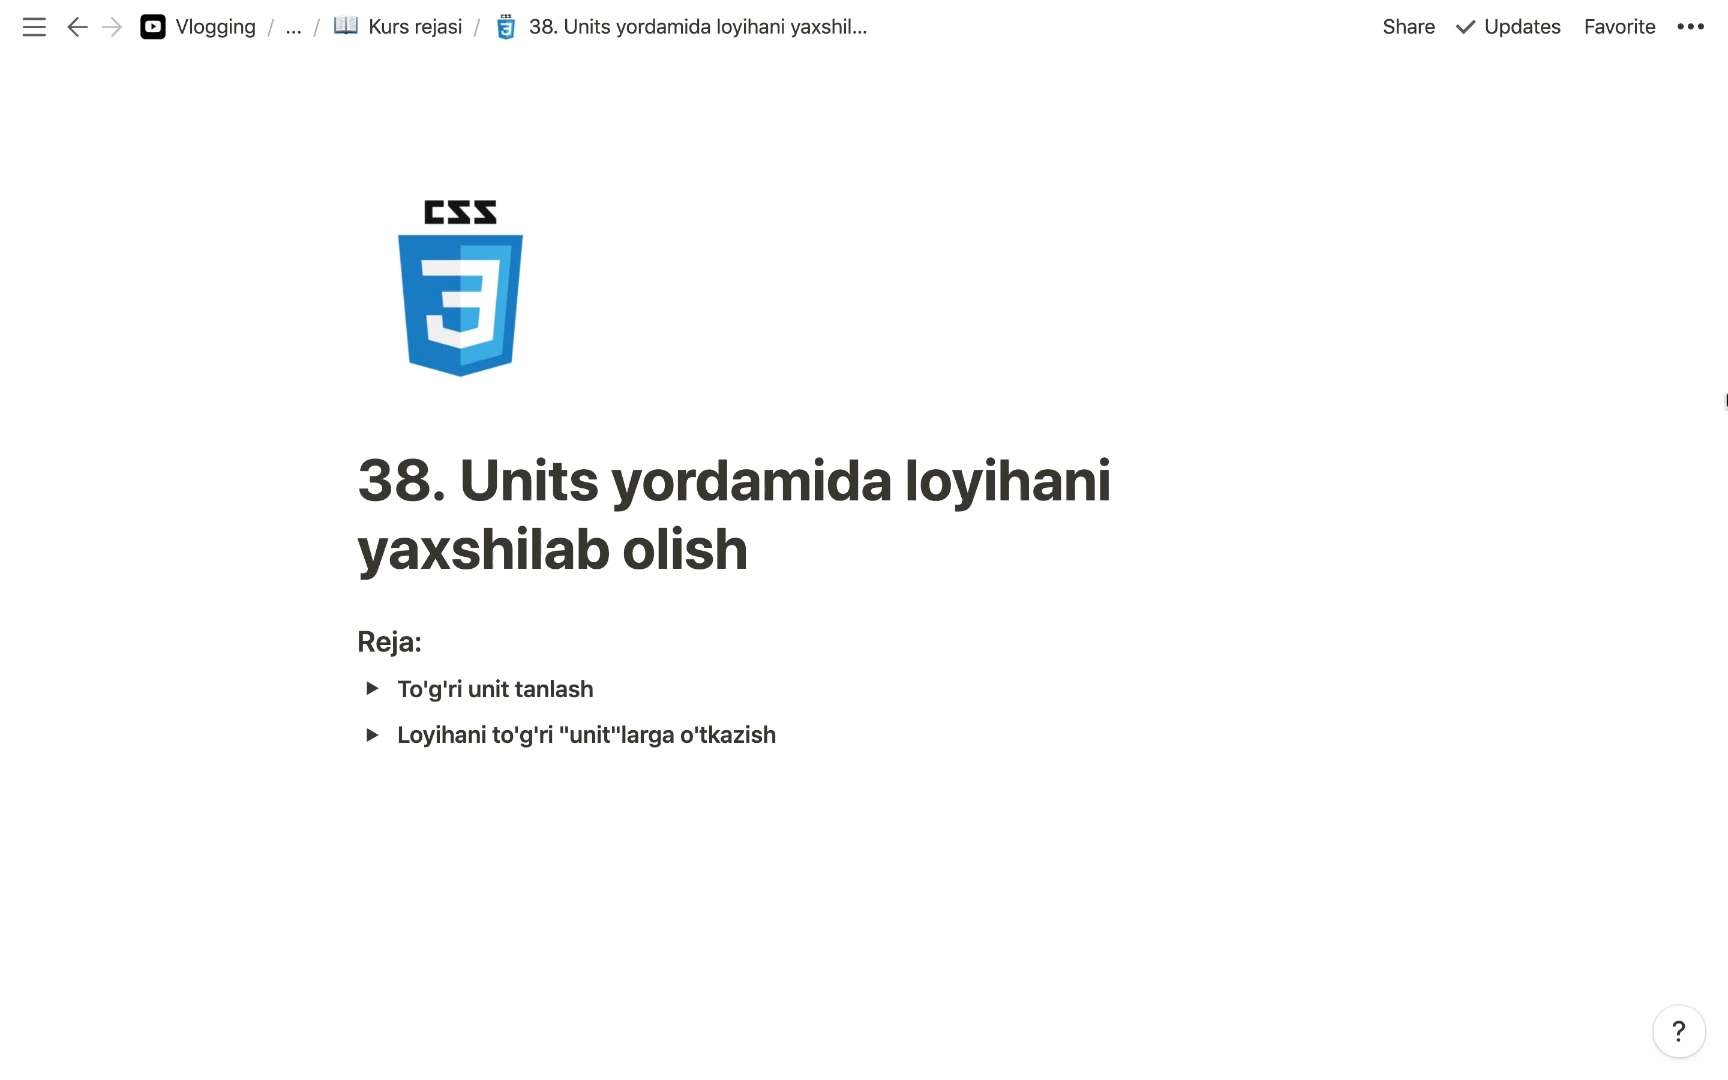 Vlogging / ... / Kurs rejasi / 38. Units yordamida loyihani yaxshil... Share Updates Favorite
CSS
3
38. Units yordamida loyihani
yaxshilab olish
Reja:
To'g'ri unit tanlash
Loyihani to'g'ri "unit"larga o'tkazish
?